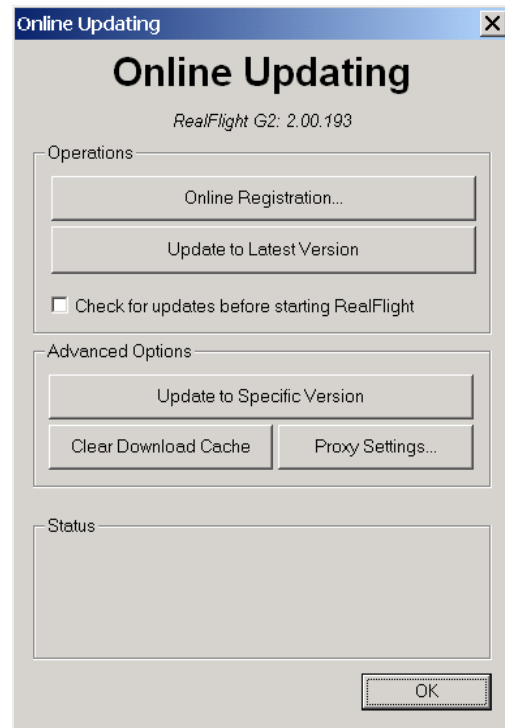 Online Updating
Online Updating
RealFlight G2: 2.00.193
Operations
Online Registration...
Update to Latest Version
Check for updates before starting RealFlight
Advanced Options
Update to Specific Version
Clear Download Cache Proxy Settings...
Status
OK